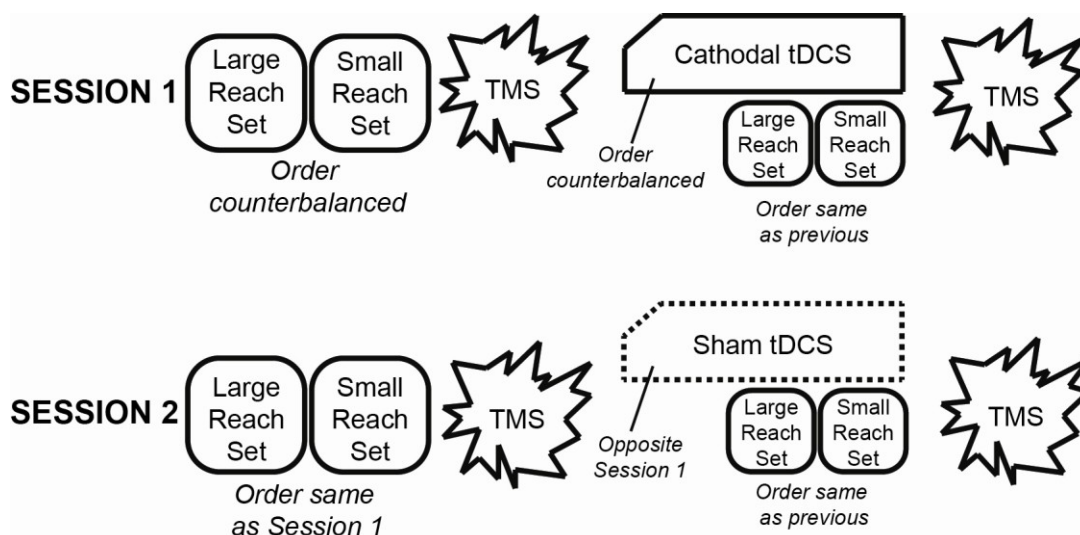 SESSION 1
Large
Reach
Set
Small
Reach
Set
Order
counterbalanced
TMS
Cathodal tDCS
Order
counterbalanced
Large
Reach
Set
Small
Reach
Set
Order same
as previous
TMS
SESSION 2
Large
Reach
Set
Small
Reach
Set
Order same
as Session 1
TMS
Sham tDCS
Opposite
Session 1
Large
Reach
Set
Small
Reach
Set
Order same
as previous
TMS